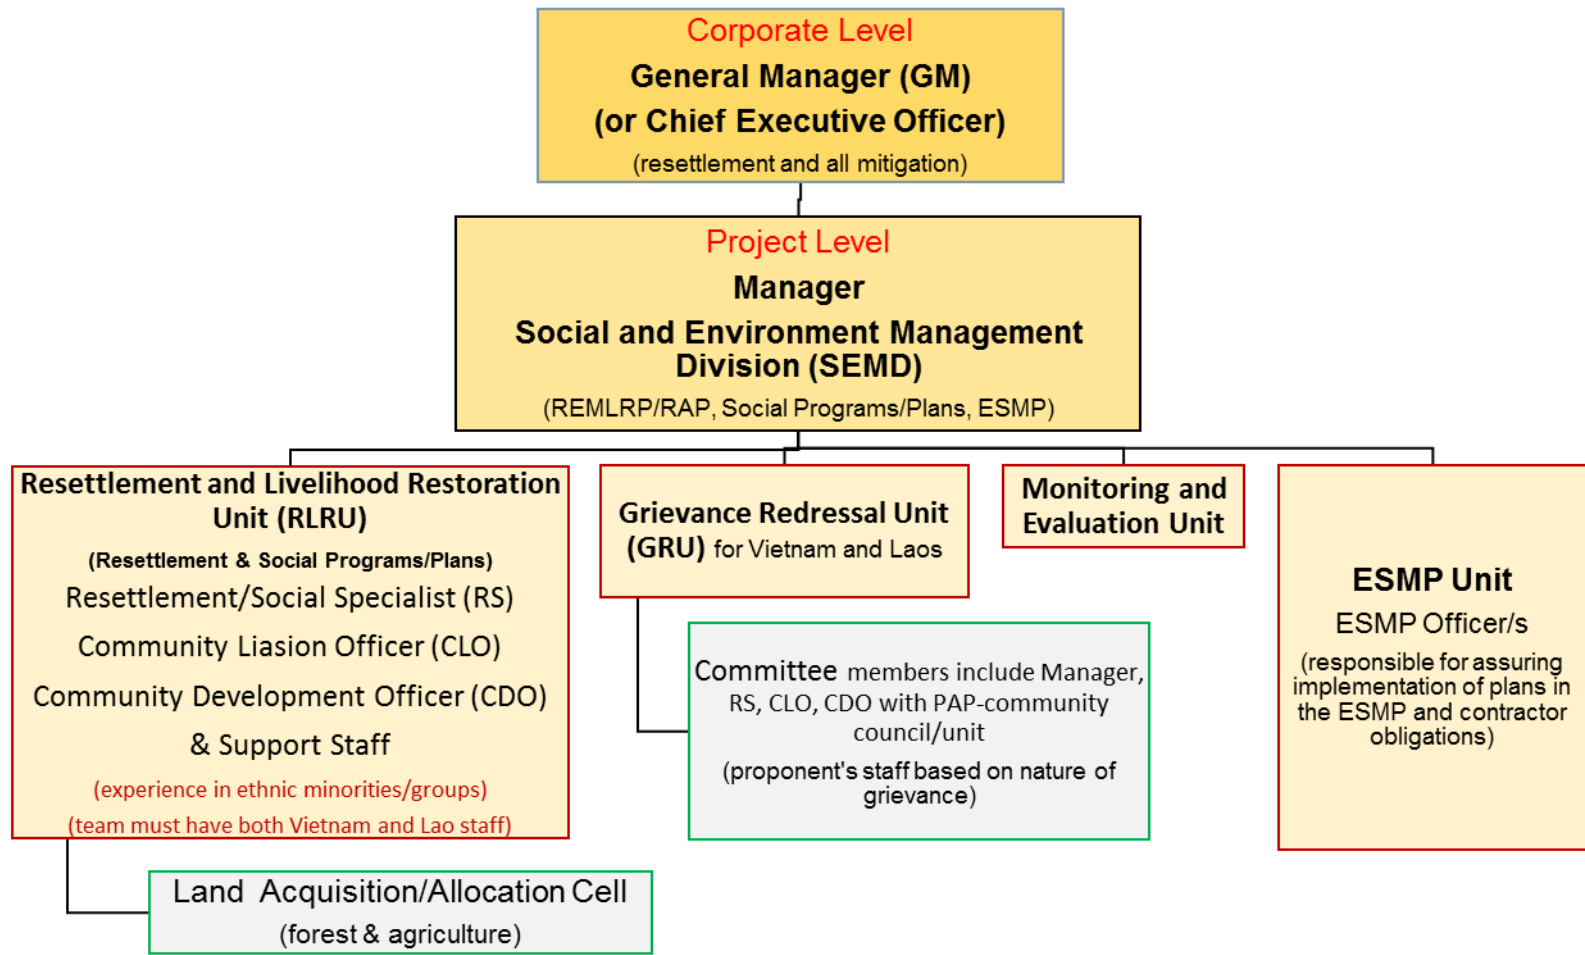 Corporate Level
General Manager (GM)
(or Chief Executive Officer)
(resettlement and all mitigation)
Project Level
Manager
Social and Environment Management
Division (SEMD)
(REMLRP/RAP, Social Programs/Plans, ESMP)
Resettlement and Livelihood Restoration
Unit (RLRU)
(Resettlement & Social Programs/Plans)
Resettlement/Social Specialist (RS)
Community Liasion Officer (CLO)
Community Development Officer (CDO)
& Support Staff
(experience in ethnic minorities/groups)
(team must have both Vietnam and Lao staff)
Land Acquisition/Allocation Cell
(forest & agriculture)
Grievance Redressal Unit
(GRU) for Vietnam and Laos
Committee members include Manager,
RS, CLO, CDO with PAP-community
council/unit
(proponent's staff based on nature of
grievance)
Monitoring and
Evaluation Unit
ESMP Unit
ESMP Officer/s
(responsible for assuring
implementation of plans in
the ESMP and contractor
obligations)